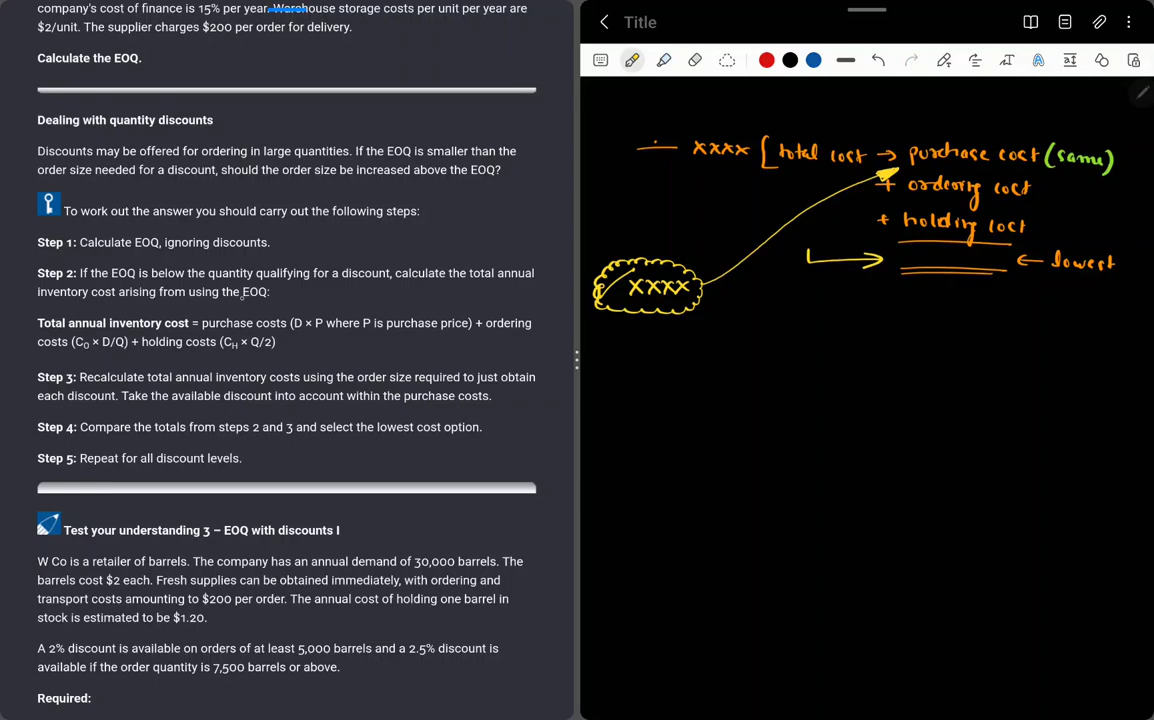 company's cost of finance is 15% per year. Warehouse storage costs per unit per year are
$2/unit. The supplier charges $200 per order for delivery.
Calculate the EOQ.
Dealing with quantity discounts
Discounts may be offered for ordering in large quantities. If the EOQ is smaller than the
order size needed for a discount, should the order size be increased above the EOQ?
To work out the answer you should carry out the following steps:
Step 1: Calculate EOQ, ignoring discounts.
Step 2: If the EOQ is below the quantity qualifying for a discount, calculate the total annual
inventory cost arising from using the EOQ:
Total annual inventory cost = purchase costs (D × P where P is purchase price) + ordering
costs (C₀ × D/Q) + holding costs (Cʜ × Q/2)
Step 3: Recalculate total annual inventory costs using the order size required to just obtain
each discount. Take the available discount into account within the purchase costs.
Step 4: Compare the totals from steps 2 and 3 and select the lowest cost option.
Step 5: Repeat for all discount levels.
Test your understanding 3 – EOQ with discounts I
W Co is a retailer of barrels. The company has an annual demand of 30,000 barrels. The
barrels cost $2 each. Fresh supplies can be obtained immediately, with ordering and
transport costs amounting to $200 per order. The annual cost of holding one barrel in
stock is estimated to be $1.20.
A 2% discount is available on orders of at least 5,000 barrels and a 2.5% discount is
available if the order quantity is 7,500 barrels or above.
Required:
Title
xxxx [ total cost → purchase cost (same)
+ ordering cost
+ holding cost
← lowest
xxxx